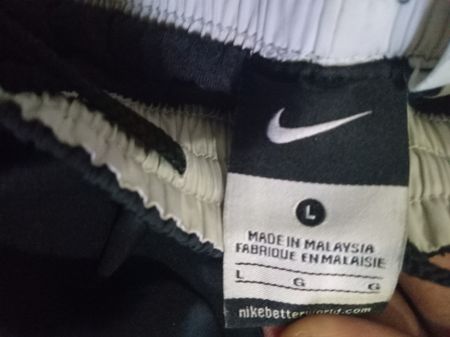 L
MADE IN MALAYSIA
FABRIQUE EN MALAISIE
L G G
nikebetterworld.com